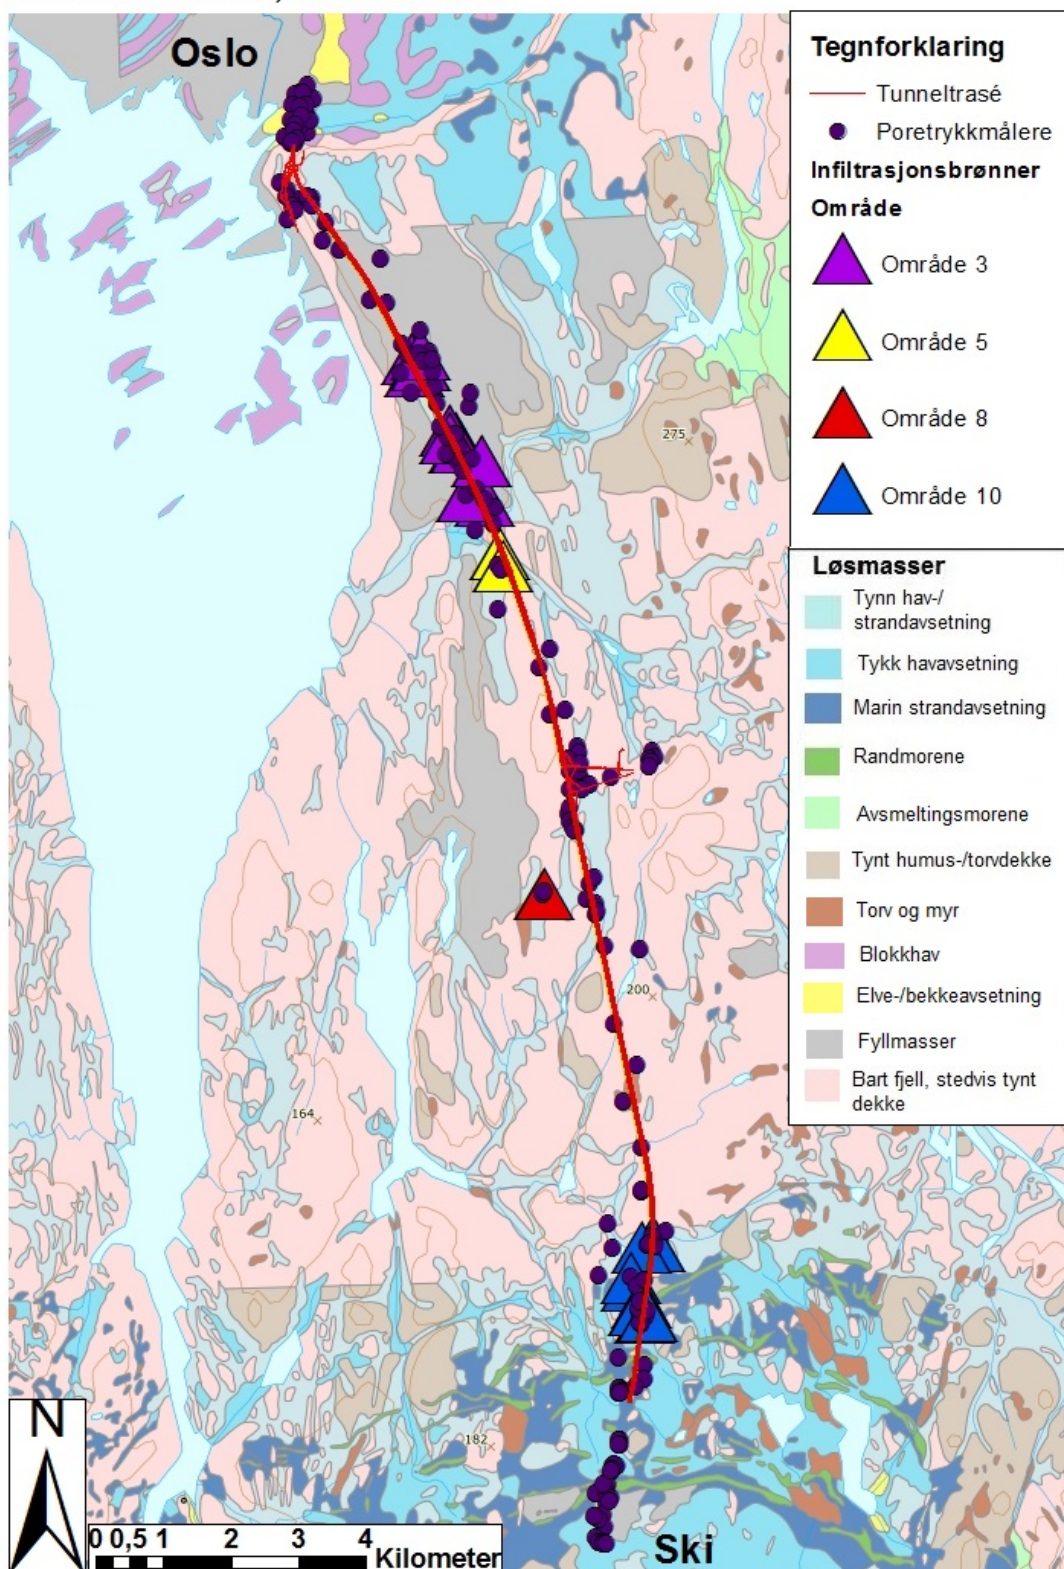 Oslo
Tegnforklaring
Tunneltrasé
Poretrykkmålere
Infiltrasjonsbrønner
Område
Område 3
Område 5
Område 8
Område 10
Løsmasser
Tynn hav-/
strandavsetning
Tykk havavsetning
Marin strandavsetning
Randmorene
Avsmeltingsmorene
Tynt humus-/torvdekke
Torv og myr
Blokkhav
Elve-/bekkeavsetning
Fyllmasser
Bart fjell, stedvis tynt
dekke
275
200
164
182
N
0 0,5 1 2 3 4
Kilometer
Ski